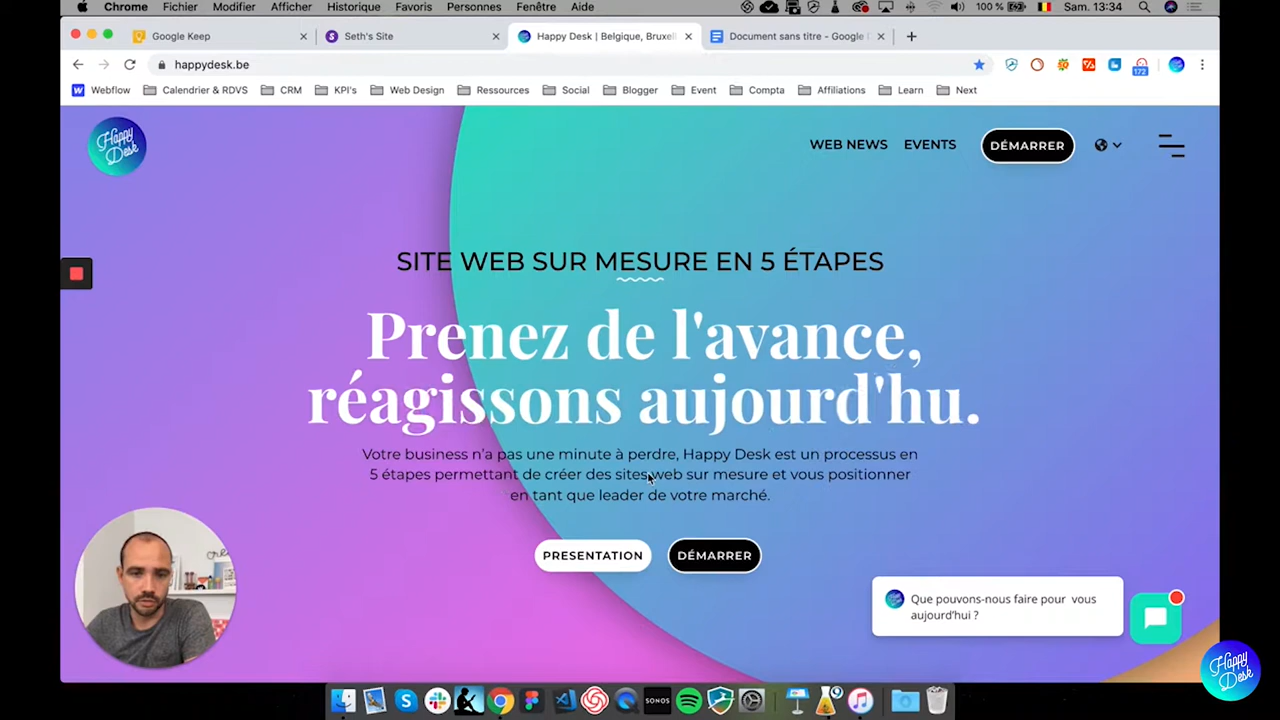 Chrome Fichier Modifier Afficher Historique Favoris Personnes Fenêtre Aide 100 % Sam. 13:34
Google Keep Seth's Site Happy Desk | Belgique, Bruxel Document sans titre - Google D
happydesk.be 172
Webflow Calendrier & RDVS CRM KPI's Web Design Ressources Social Blogger Event Compta Affiliations Learn Next
Happy Desk
WEB NEWS EVENTS DÉMARRER
SITE WEB SUR MESURE EN 5 ÉTAPES
Prenez de l'avance,
réagissons aujourd'hu.
Votre business n'a pas une minute à perdre, Happy Desk est un processus en
5 étapes permettant de créer des sites web sur mesure et vous positionner
en tant que leader de votre marché.
PRESENTATION DÉMARRER
Que pouvons-nous faire pour vous
aujourd'hui ?
SONOS
Happy Desk